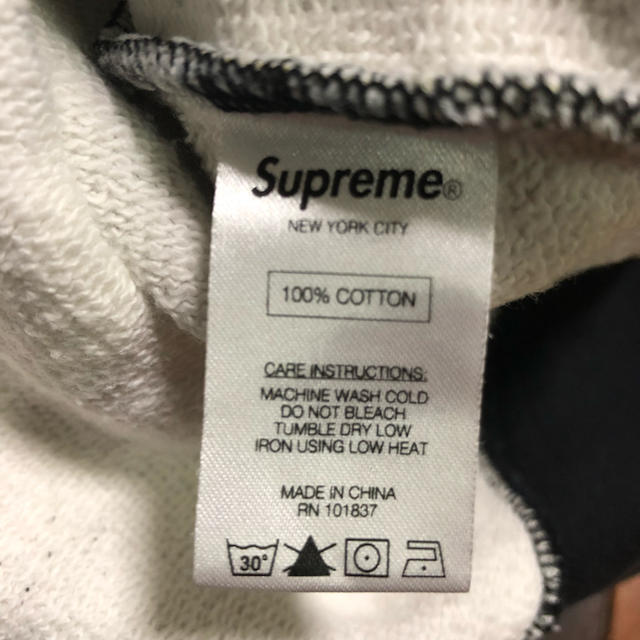 Supreme®
NEW YORK CITY
100% COTTON
CARE INSTRUCTIONS:
MACHINE WASH COLD
DO NOT BLEACH
TUMBLE DRY LOW
IRON USING LOW HEAT
MADE IN CHINA
RN 101837
30°